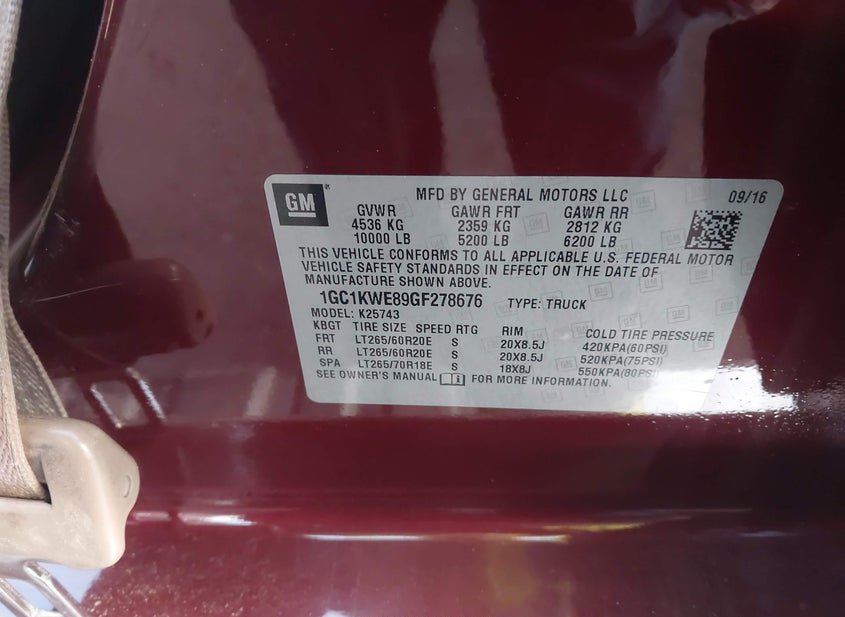 GM
MFD BY GENERAL MOTORS LLC 09/16
GVWR GAWR FRT GAWR RR
4536 KG 2359 KG 2812 KG
10000 LB 5200 LB 6200 LB
THIS VEHICLE CONFORMS TO ALL APPLICABLE U.S. FEDERAL MOTOR
VEHICLE SAFETY STANDARDS IN EFFECT ON THE DATE OF
MANUFACTURE SHOWN ABOVE.
1GC1KWE89GF278676 TYPE: TRUCK
MODEL: K25743
KBGT TIRE SIZE SPEED RTG RIM COLD TIRE PRESSURE
FRT LT265/60R20E S 20X8.5J 420KPA(60PSI)
RR LT265/60R20E S 20X8.5J 520KPA(75PSI)
SPA LT265/70R18E S 18X8J 550KPA(80PSI)
SEE OWNER'S MANUAL FOR MORE INFORMATION.